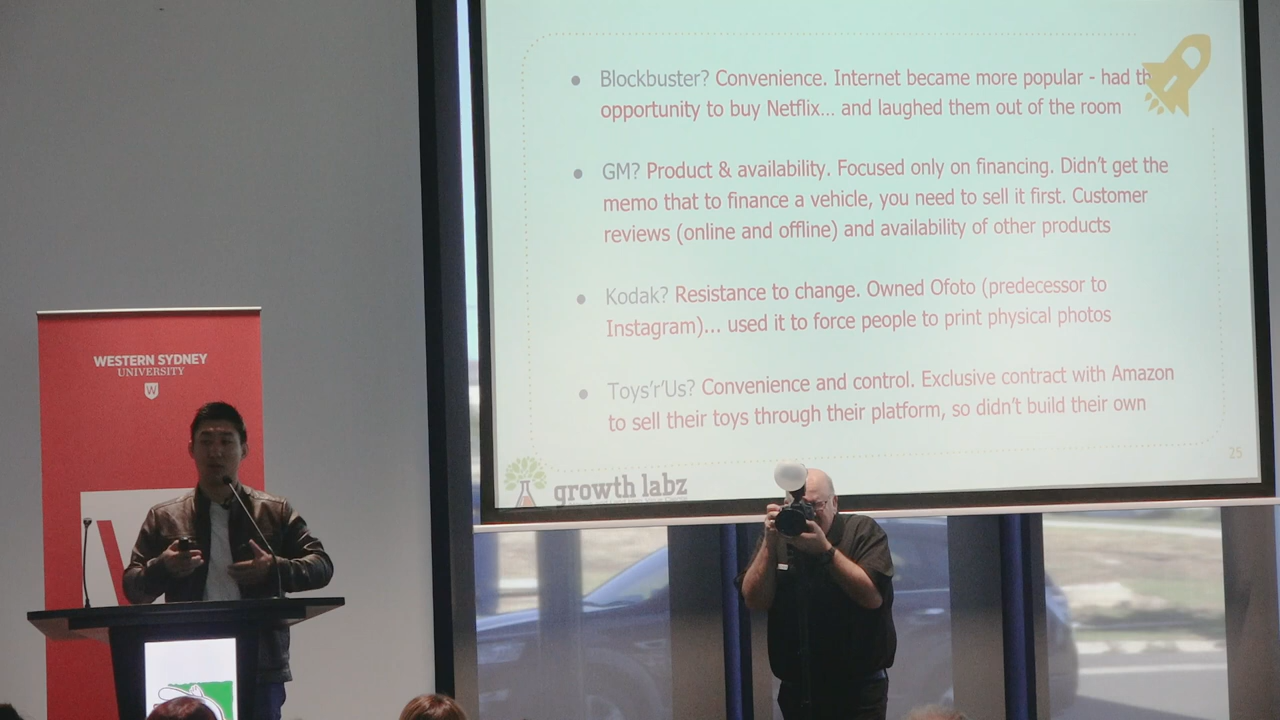 ● Blockbuster? Convenience. Internet became more popular - had th
opportunity to buy Netflix... and laughed them out of the room
● GM? Product & availability. Focused only on financing. Didn't get the
memo that to finance a vehicle, you need to sell it first. Customer
reviews (online and offline) and availability of other products
● Kodak? Resistance to change. Owned Ofoto (predecessor to
Instagram)... used it to force people to print physical photos
● Toys'r'Us? Convenience and control. Exclusive contract with Amazon
to sell their toys through their platform, so didn't build their own
25
growth labz
WESTERN SYDNEY
UNIVERSITY
W